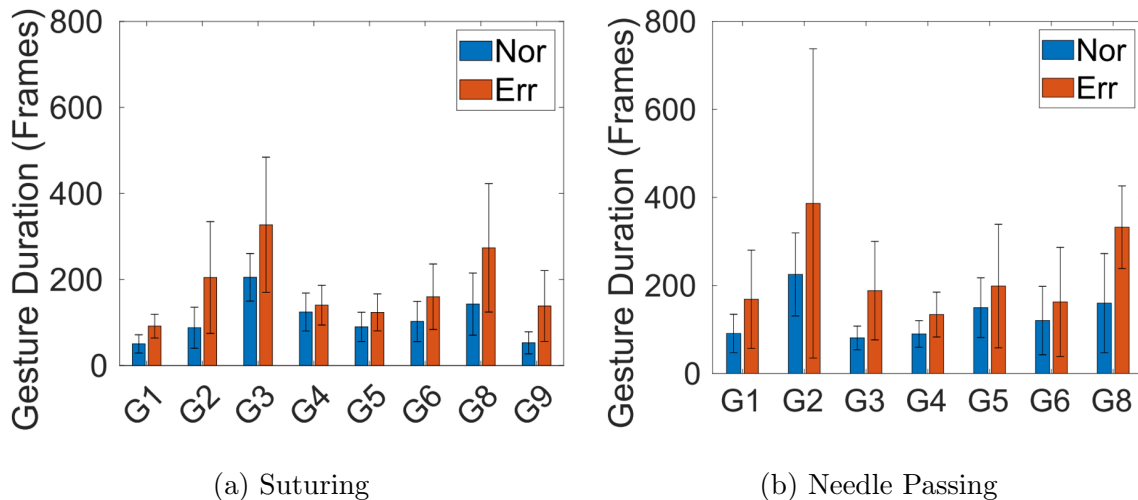 Gesture Duration (Frames)
800
600
400
200
0
Nor
Err
G1 G2 G3 G4 G5 G6 G8 G9
(a) Suturing
Gesture Duration (Frames)
800
600
400
200
0
Nor
Err
G1 G2 G3 G4 G5 G6 G8
(b) Needle Passing